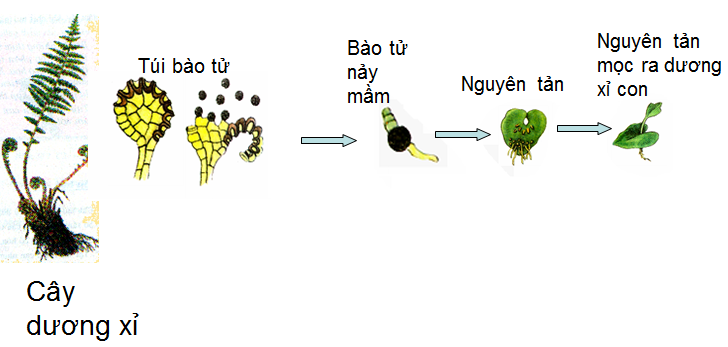 Túi bào tử
Bào tử
nảy
mầm
Nguyên tản
Nguyên tản
mọc ra dương
xỉ con
Cây
dương xỉ